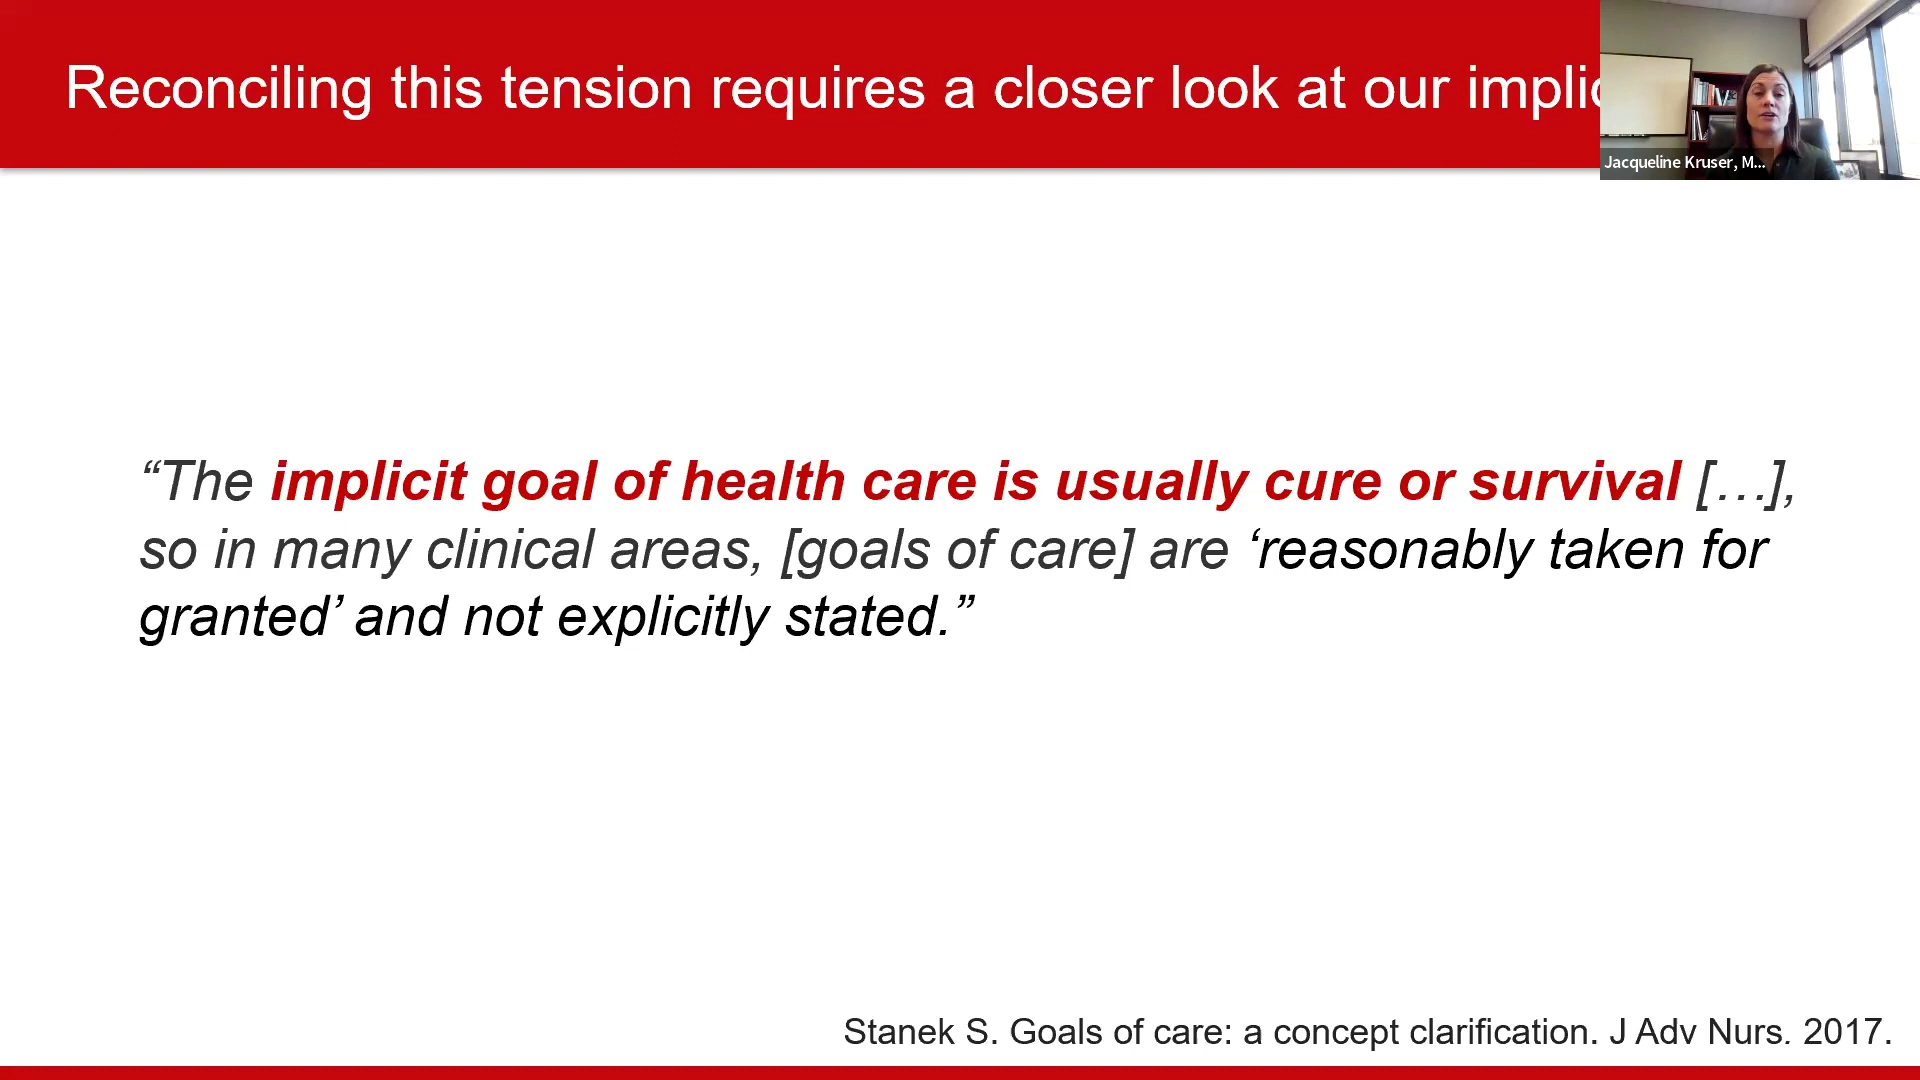 Reconciling this tension requires a closer look at our
Jacqueline Kruser, M...
“The implicit goal of health care is usually cure or survival […],
so in many clinical areas, [goals of care] are ‘reasonably taken for
granted’ and not explicitly stated.”
Stanek S. Goals of care: a concept clarification. J Adv Nurs. 2017.